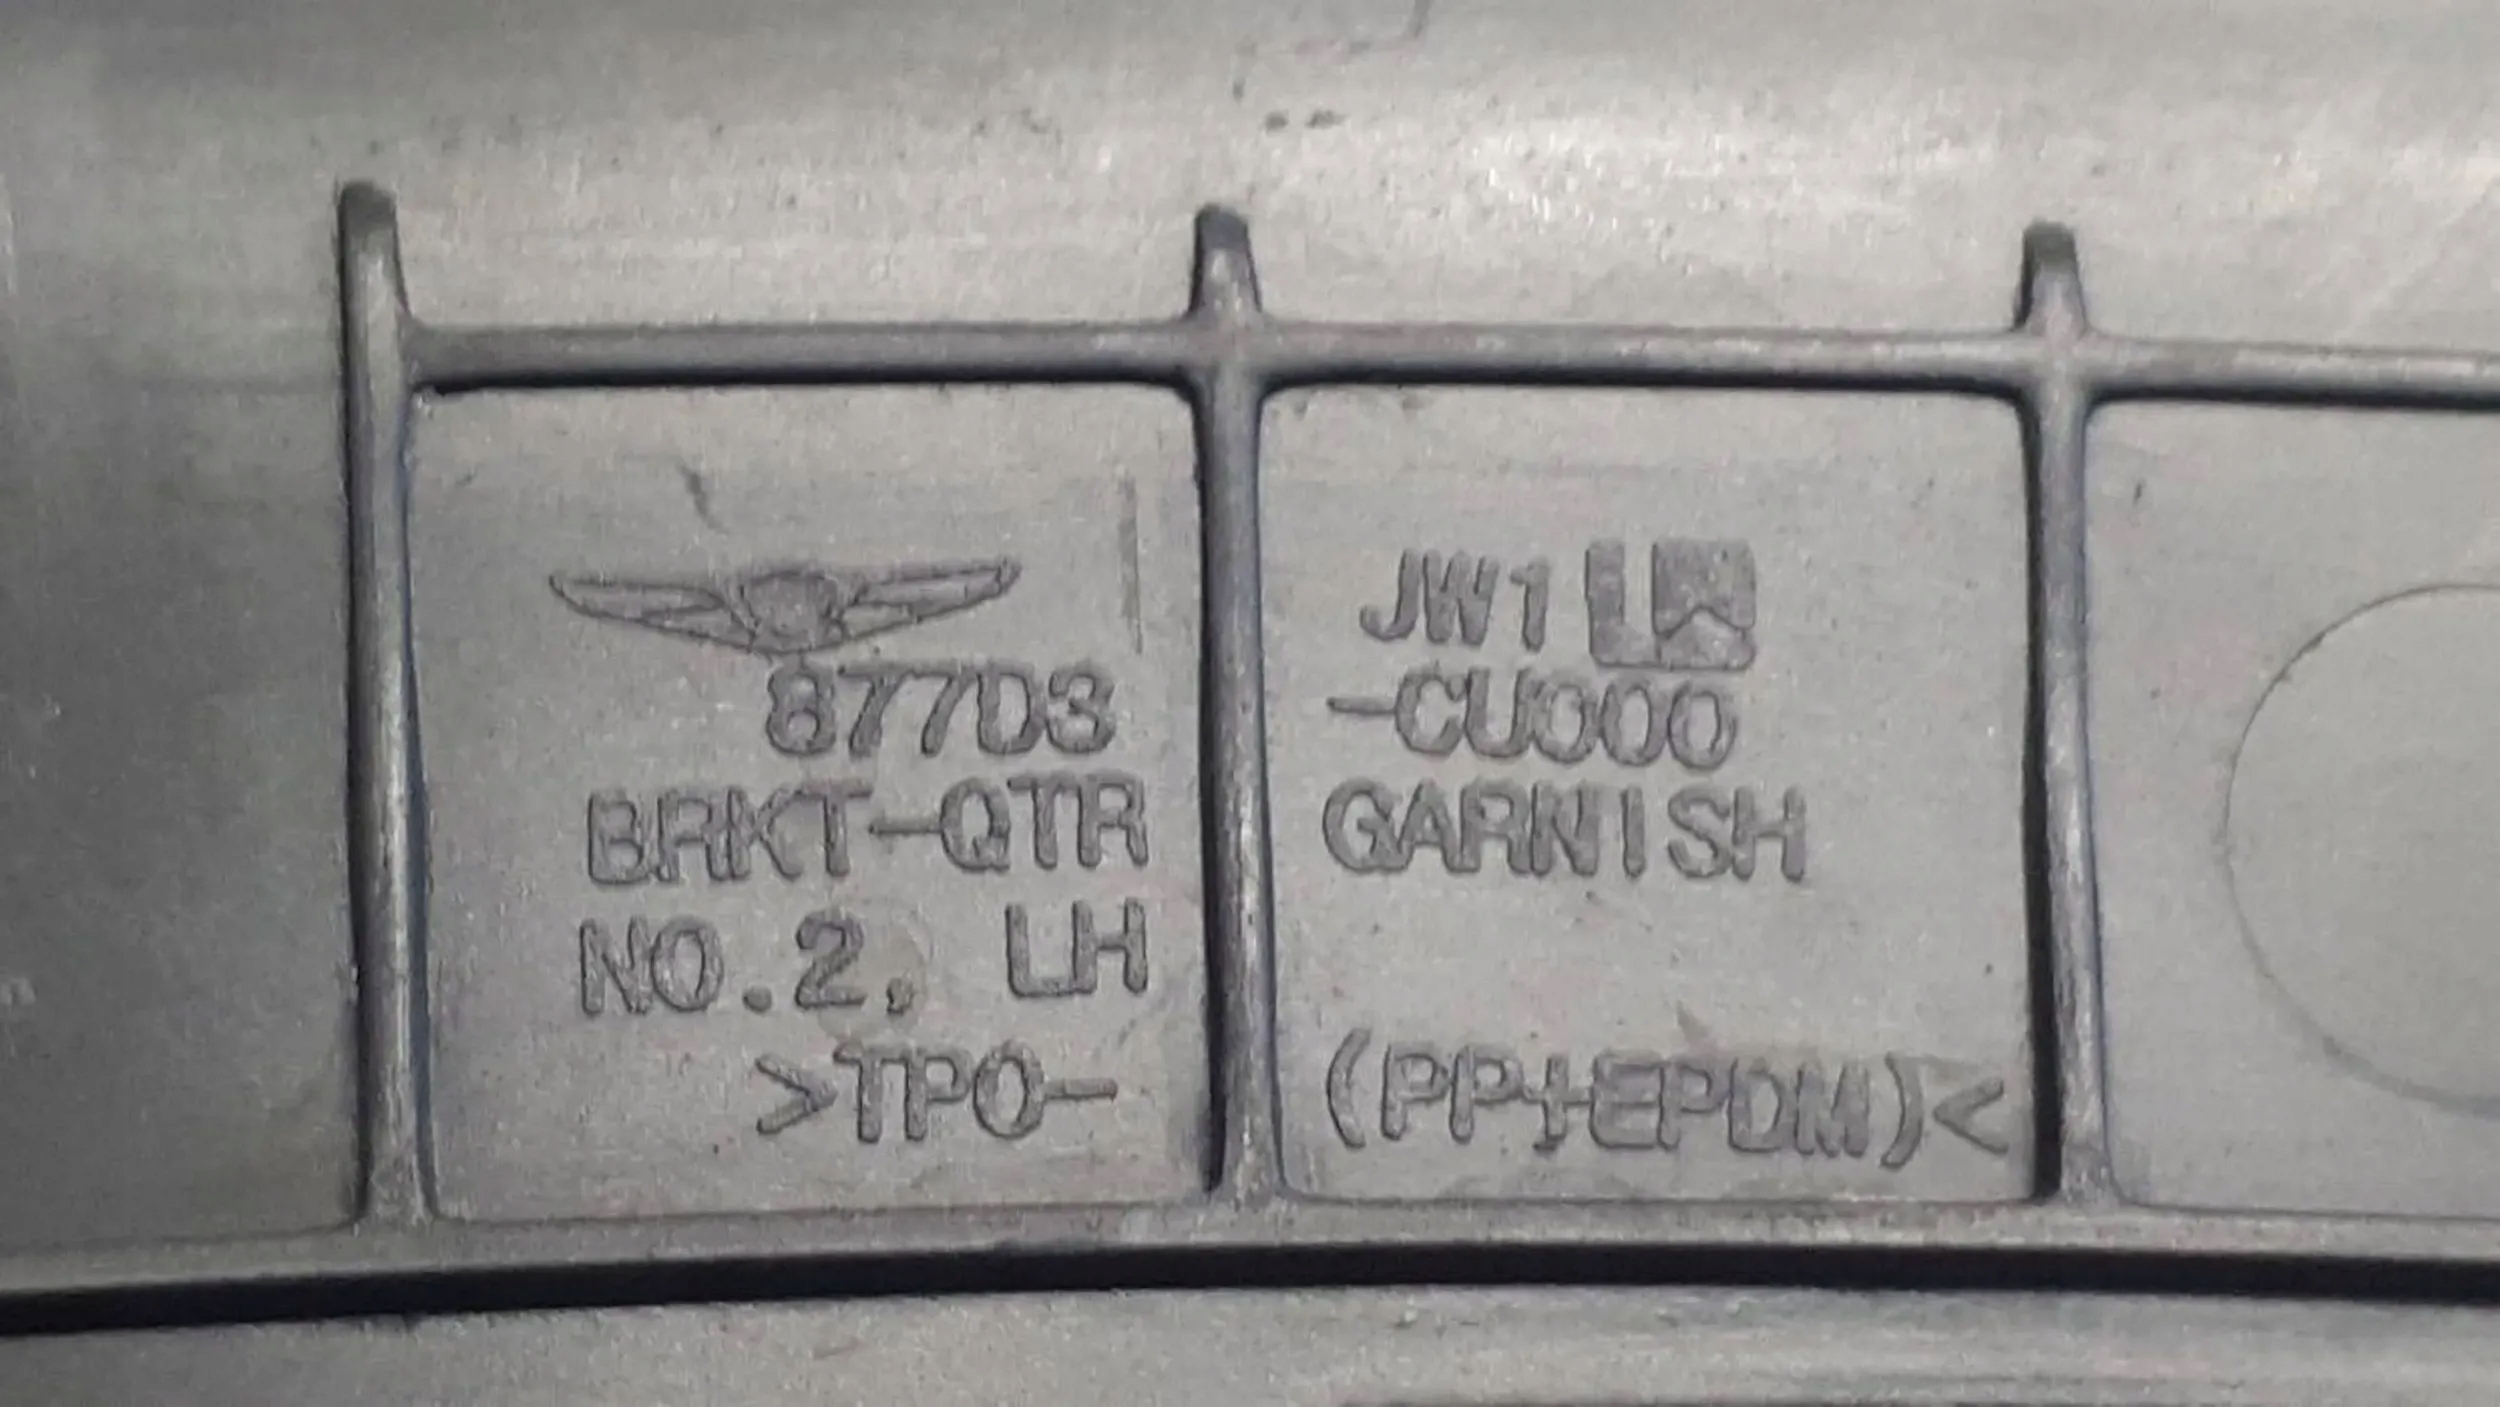 JW1 L
87703 -CU000
BRKT-QTR GARNISH
NO.2, LH
>TPO- (PP+EPDM)<